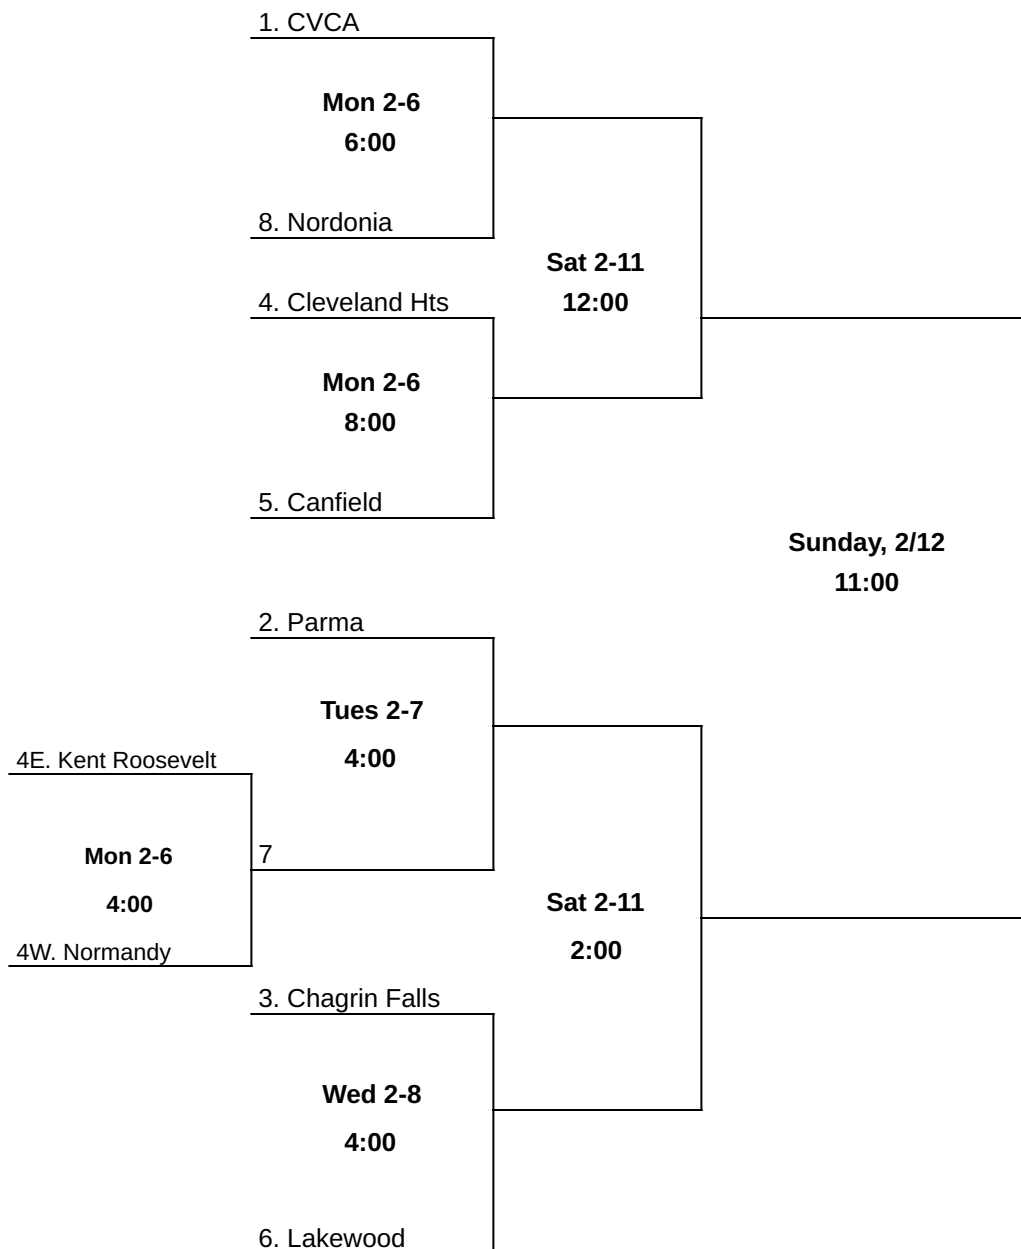 1. CVCA
Mon 2-6
6:00
8. Nordonia
Sat 2-11
12:00
4. Cleveland Hts
Mon 2-6
8:00
5. Canfield
Sunday, 2/12
11:00
2. Parma
Tues 2-7
4:00
4E. Kent Roosevelt
Mon 2-6
4:00
7
4W. Normandy
Sat 2-11
2:00
3. Chagrin Falls
Wed 2-8
4:00
6. Lakewood